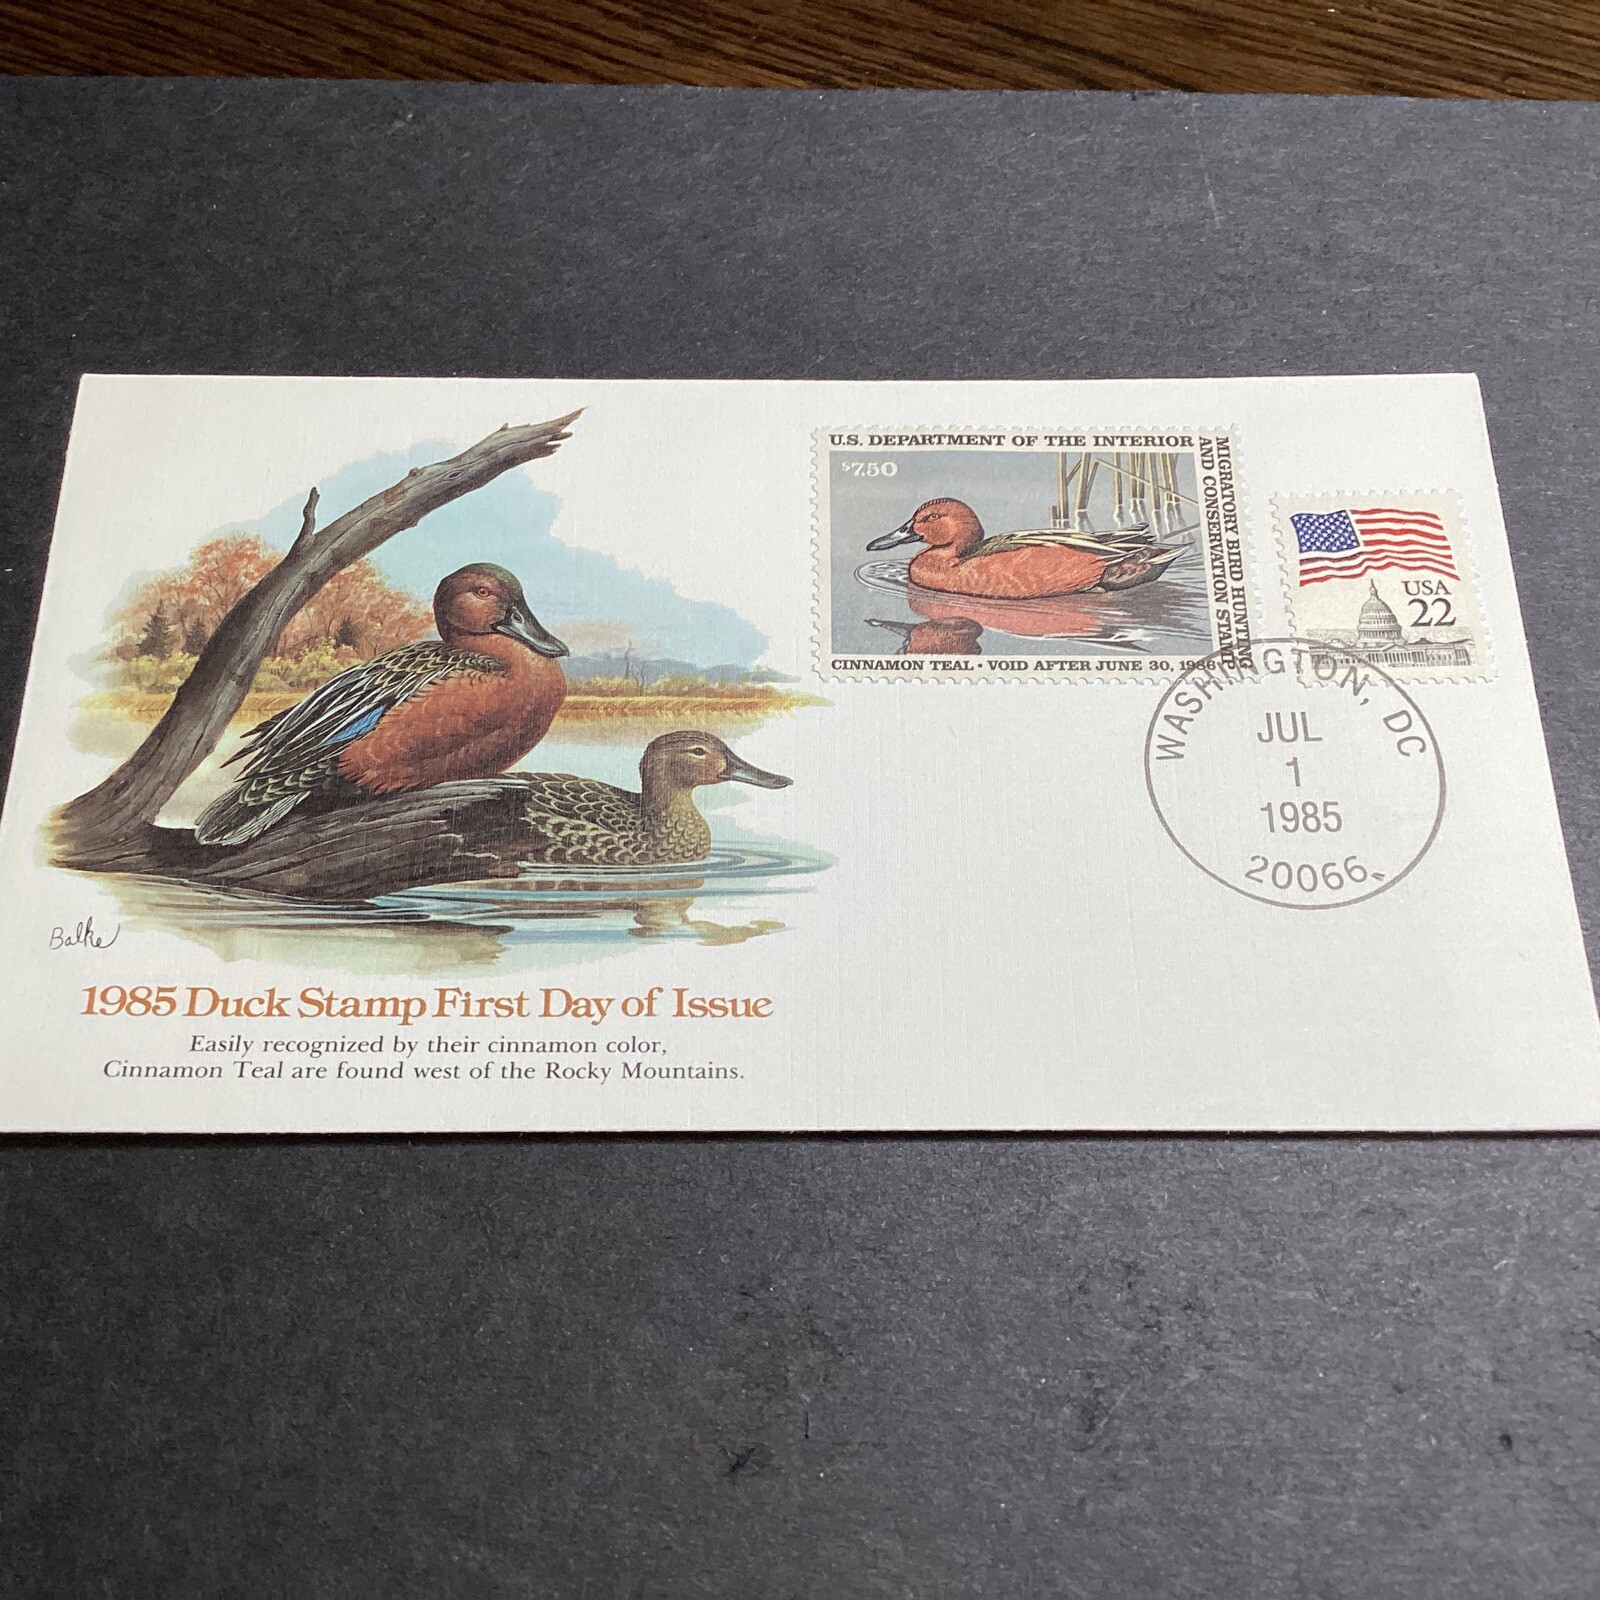 U.S. DEPARTMENT OF THE INTERIOR
MIGRATORY BIRD HUNTING
AND CONSERVATION STAMP
$7.50
CINNAMON TEAL • VOID AFTER JUNE 30, 1986
USA
22
WASHINGTON, DC
JUL
1
1985
20066
Balke
1985 Duck Stamp First Day of Issue
Easily recognized by their cinnamon color,
Cinnamon Teal are found west of the Rocky Mountains.